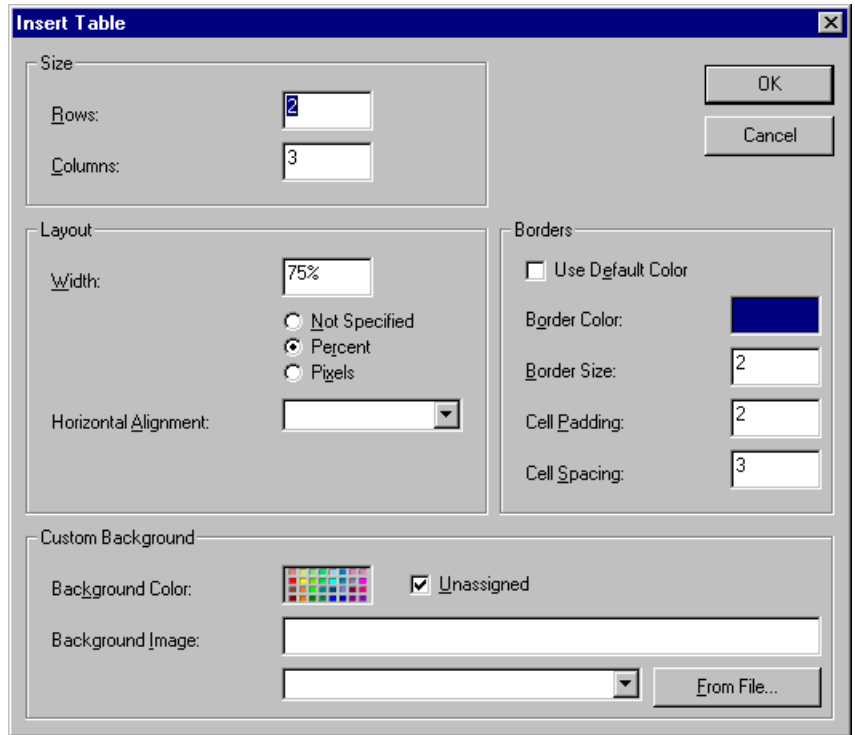 Insert Table
Size
Rows: 2
Columns: 3
OK
Cancel
Layout
Width: 75%
Not Specified
Percent
Pixels
Horizontal Alignment:
Borders
Use Default Color
Border Color:
Border Size: 2
Cell Padding: 2
Cell Spacing: 3
Custom Background
Background Color: Unassigned
Background Image:
From File...